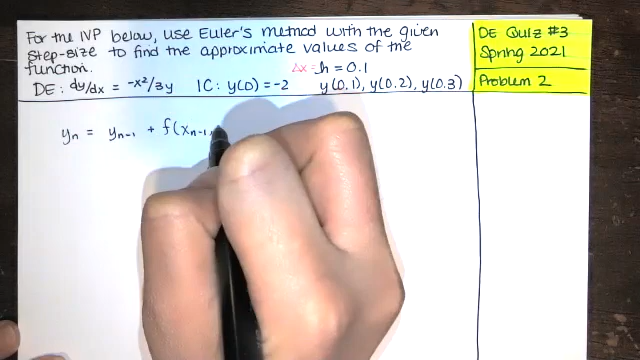 For the IVP below, use Euler's method with the given
step-size to find the approximate values of the
function.
Δx = h = 0.1
DE: dy/dx = -x²/3y IC: y(0) = -2 y(0.1), y(0.2), y(0.3)
DE Quiz #3
Spring 2021
Problem 2
yₙ = yₙ₋₁ + f(xₙ₋₁,